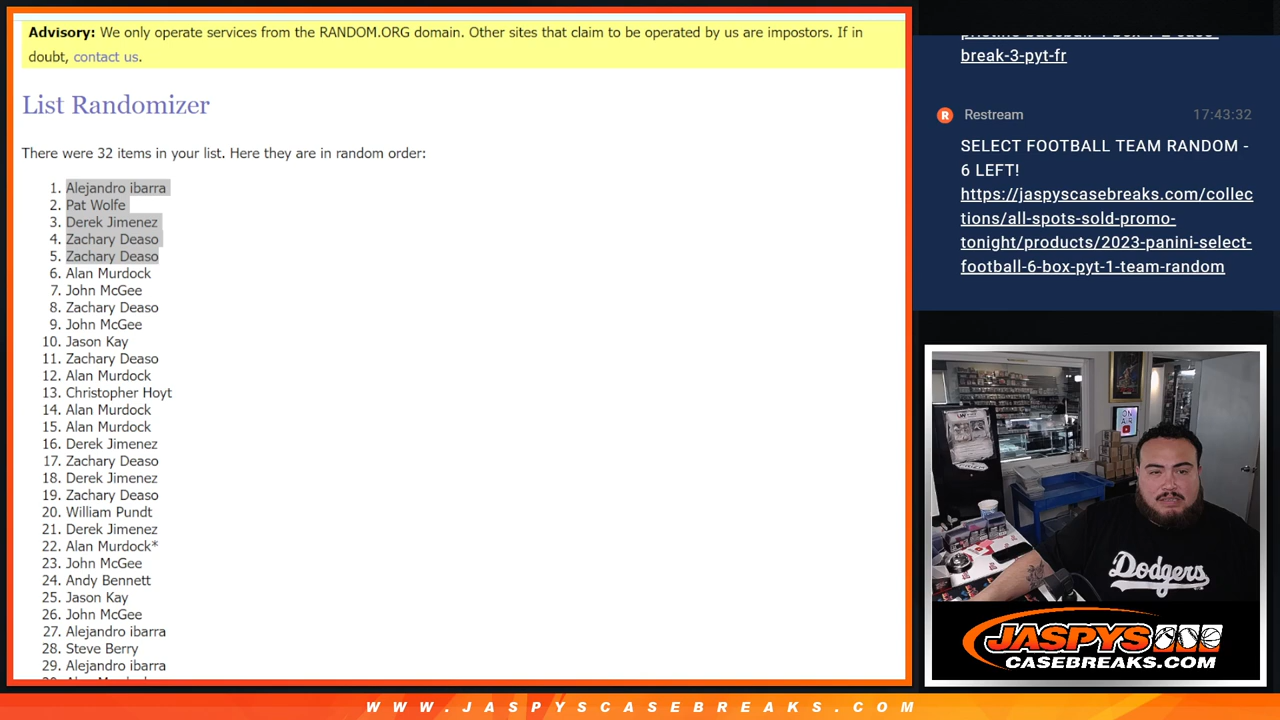 Advisory: We only operate services from the RANDOM.ORG domain. Other sites that claim to be operated by us are impostors. If in
doubt, contact us.
List Randomizer
There were 32 items in your list. Here they are in random order:
1. Alejandro ibarra
2. Pat Wolfe
3. Derek Jimenez
4. Zachary Deaso
5. Zachary Deaso
6. Alan Murdock
7. John McGee
8. Zachary Deaso
9. John McGee
10. Jason Kay
11. Zachary Deaso
12. Alan Murdock
13. Christopher Hoyt
14. Alan Murdock
15. Alan Murdock
16. Derek Jimenez
17. Zachary Deaso
18. Derek Jimenez
19. Zachary Deaso
20. William Pundt
21. Derek Jimenez
22. Alan Murdock*
23. John McGee
24. Andy Bennett
25. Jason Kay
26. John McGee
27. Alejandro ibarra
28. Steve Berry
29. Alejandro ibarra
break-3-pyt-fr
Restream 17:43:32
SELECT FOOTBALL TEAM RANDOM -
6 LEFT!
https://jaspyscasebreaks.com/collec
tions/all-spots-sold-promo-
tonight/products/2023-panini-select-
football-6-box-pyt-1-team-random
ON
AIR
Dodgers
JASPYS
CASEBREAKS.COM
WWW.JASPYSCASEBREAKS.COM